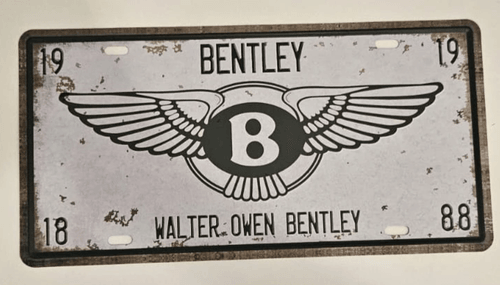 19 BENTLEY 19
B
18 WALTER OWEN BENTLEY 88